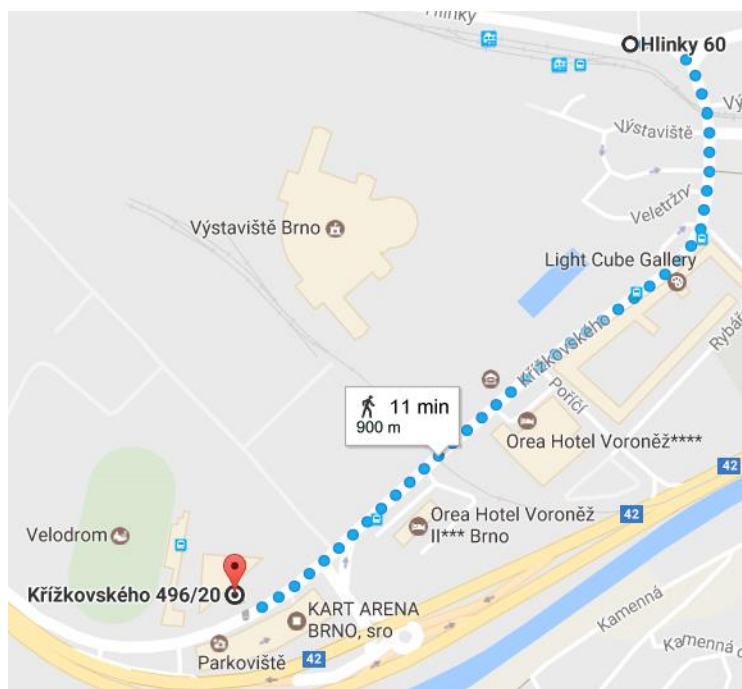 Hlinky
Hlinky 60
Vý
Výstaviště
Veletržní
Výstaviště Brno
Light Cube Gallery
Křížkovského
Rybář
Poříčí
11 min
900 m
Orea Hotel Voroněž****
42
42
Orea Hotel Voroněž
II*** Brno
Velodrom
Křížkovského 496/20
KART ARENA
BRNO, sro
Parkoviště
42
Kamenná
Kamenná č